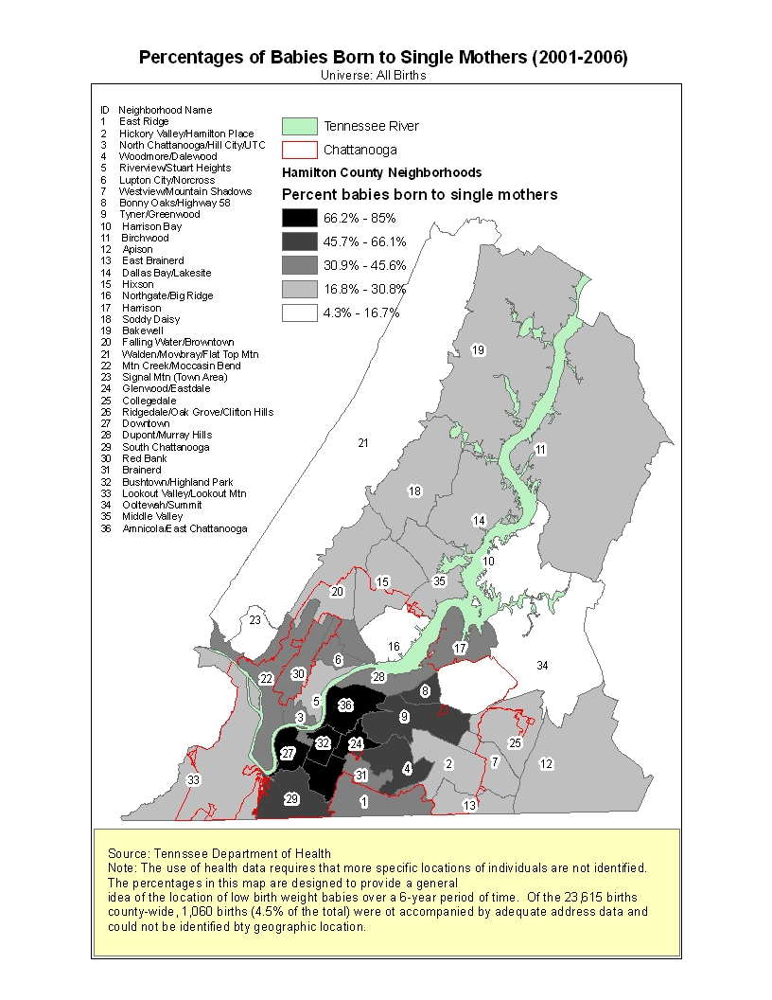 Percentages of Babies Born to Single Mothers (2001-2006)
Universe: All Births
ID Neighborhood Name
1 East Ridge
2 Hickory Valley/Hamilton Place
3 North Chattanooga/Hill City/UTC
4 Woodmore/Dalewood
5 Riverview/Stuart Heights
6 Lupton City/Norcross
7 Westview/Mountain Shadows
8 Bonny Oaks/Highway 58
9 Tyner/Greenwood
10 Harrison Bay
11 Birchwood
12 Apison
13 East Brainerd
14 Dallas Bay/Lakesite
15 Hixson
16 Northgate/Big Ridge
17 Harrison
18 Soddy Daisy
19 Bakewell
20 Falling Water/Browntown
21 Walden/Mowbray/Flat Top Mtn
22 Mtn Creek/Moccasin Bend
23 Signal Mtn (Town Area)
24 Glenwood/Eastdale
25 Collegedale
26 Ridgedale/Oak Grove/Clifton Hills
27 Downtown
28 Dupont/Murray Hills
29 South Chattanooga
30 Red Bank
31 Brainerd
32 Bushtown/Highland Park
33 Lookout Valley/Lookout Mtn
34 Ooltewah/Summit
35 Middle Valley
36 Amnicola/East Chattanooga
Tennessee River
Chattanooga
Hamilton County Neighborhoods
Percent babies born to single mothers
66.2% - 85%
45.7% - 66.1%
30.9% - 45.6%
16.8% - 30.8%
4.3% - 16.7%
19
21
11
18
14
10
15
35
20
23
16
17
6
34
22
30
28
5
8
36
3
9
32
24
25
27
2
7
12
4
31
33
29
1
13
Source: Tennssee Department of Health
Note: The use of health data requires that more specific locations of individuals are not identified.
The percentages in this map are designed to provide a general
idea of the location of low birth weight babies over a 6-year period of time. Of the 23,615 births
county-wide, 1,060 births (4.5% of the total) were ot accompanied by adequate address data and
could not be identified bty geographic location.